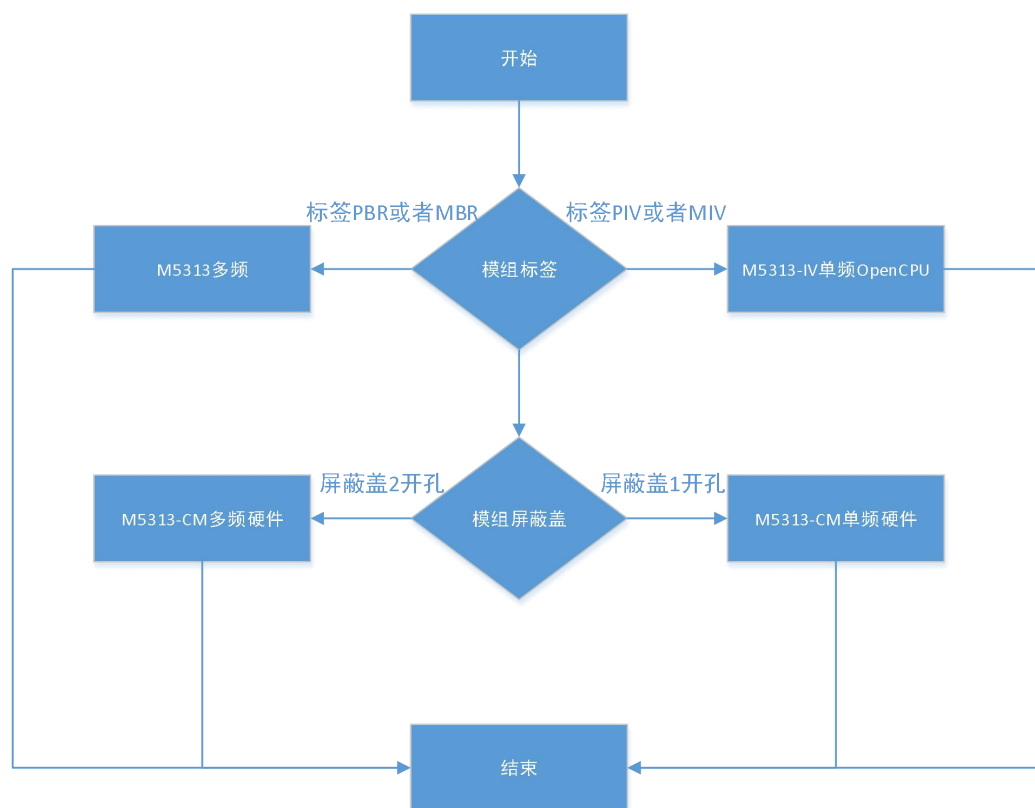 开始
标签PBR或者MBR
标签PIV或者MIV
M5313多频
模组标签
M5313-IV单频OpenCPU
屏蔽盖2开孔
屏蔽盖1开孔
M5313-CM多频硬件
模组屏蔽盖
M5313-CM单频硬件
结束